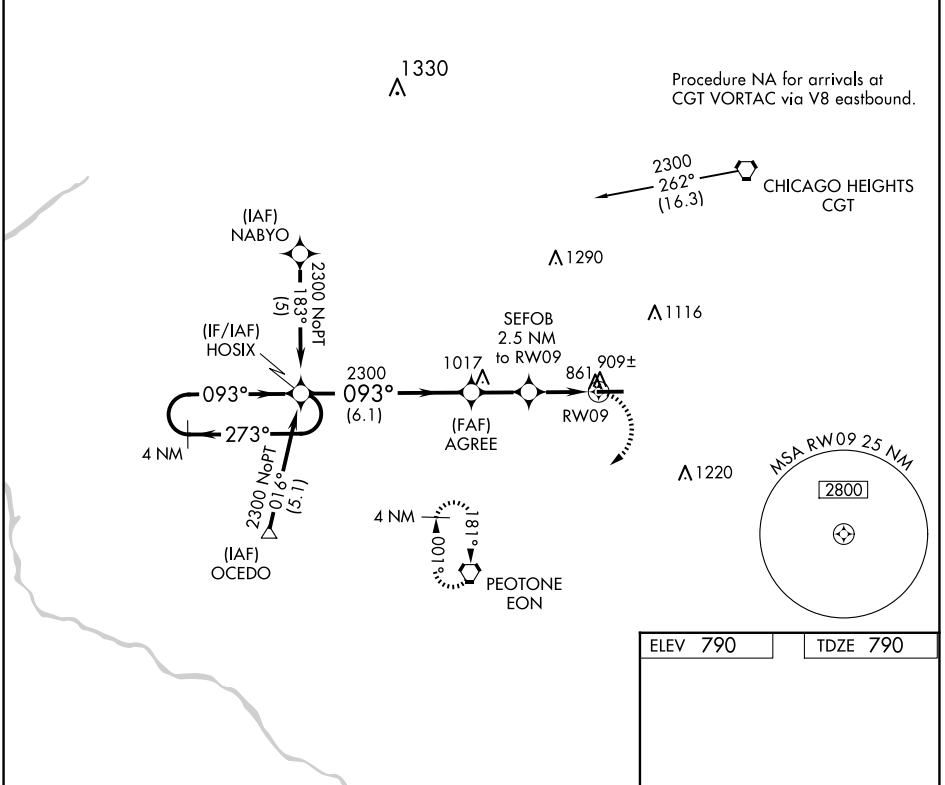 1330
Procedure NA for arrivals at
CGT VORTAC via V8 eastbound.
2300
262°
(16.3)
CHICAGO HEIGHTS
CGT
(IAF)
NABYO
2300 NoPT
183°
(5)
1290
1116
(IF/IAF)
HOSIX
SEFOB
2.5 NM
to RW09
093°
2300
093°
(6.1)
1017
861
909±
(FAF)
AGREE
RW09
273°
4 NM
2300 NoPT
016°
(5.1)
(IAF)
OCEDO
1220
MSA RW09 25 NM
2800
4 NM
181°
001°
PEOTONE
EON
ELEV 790
TDZE 790